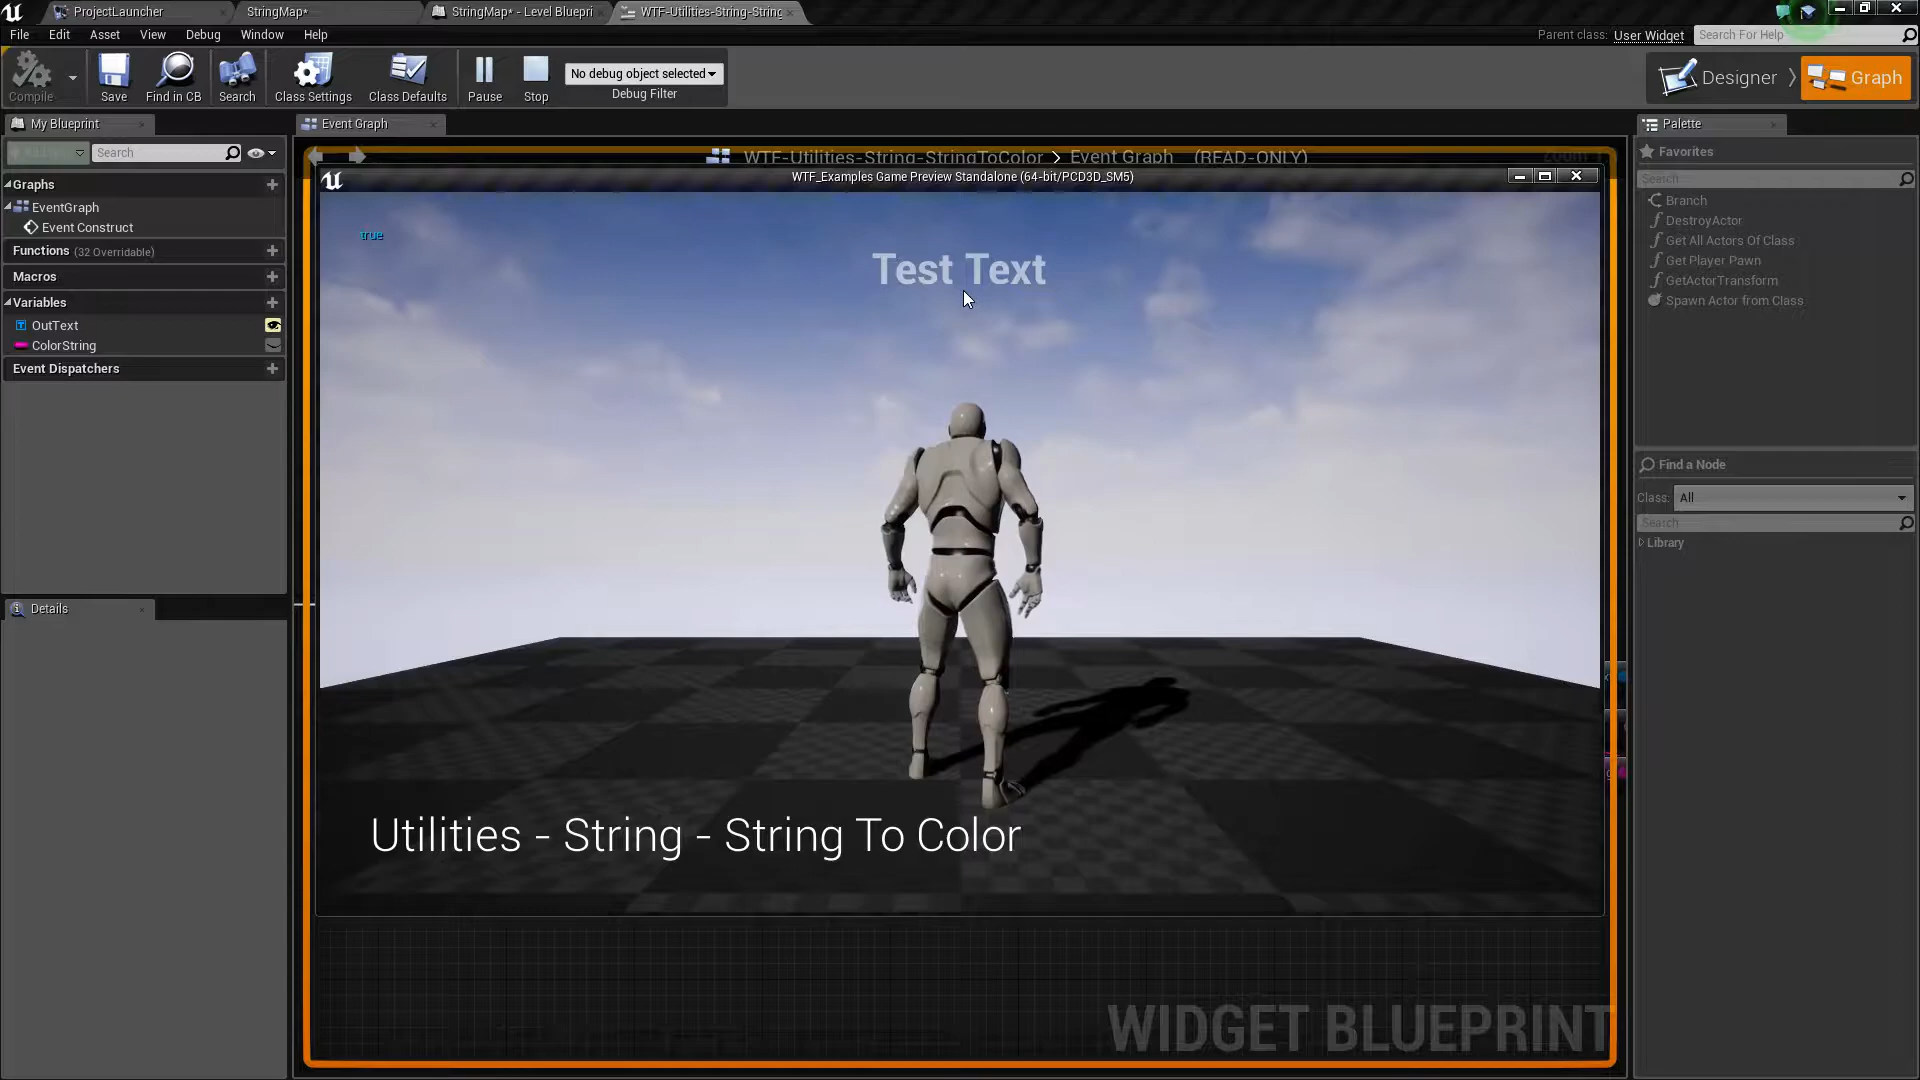 ProjectLauncher
StringMap*
StringMap* - Level Bluepri
WTF-Utilities-String-String
File Edit Asset View Debug Window Help
Parent class: User Widget
Search For Help
Compile
Save
Find in CB
Search
Class Settings
Class Defaults
Pause
Stop
No debug object selected
Debug Filter
Designer
Graph
My Blueprint
Search
Graphs
EventGraph
Event Construct
Functions (32 Overridable)
Macros
Variables
OutText
ColorString
Event Dispatchers
Details
Event Graph
WTF-Utilities-String-StringToColor > Event Graph (READ-ONLY)
WTF_Examples Game Preview Standalone (64-bit/PCD3D_SM5)
true
Test Text
Utilities - String - String To Color
WIDGET BLUEPRINT
Palette
Favorites
Search
Branch
DestroyActor
Get All Actors Of Class
Get Player Pawn
GetActorTransform
Spawn Actor from Class
Find a Node
Class: All
Search
Library